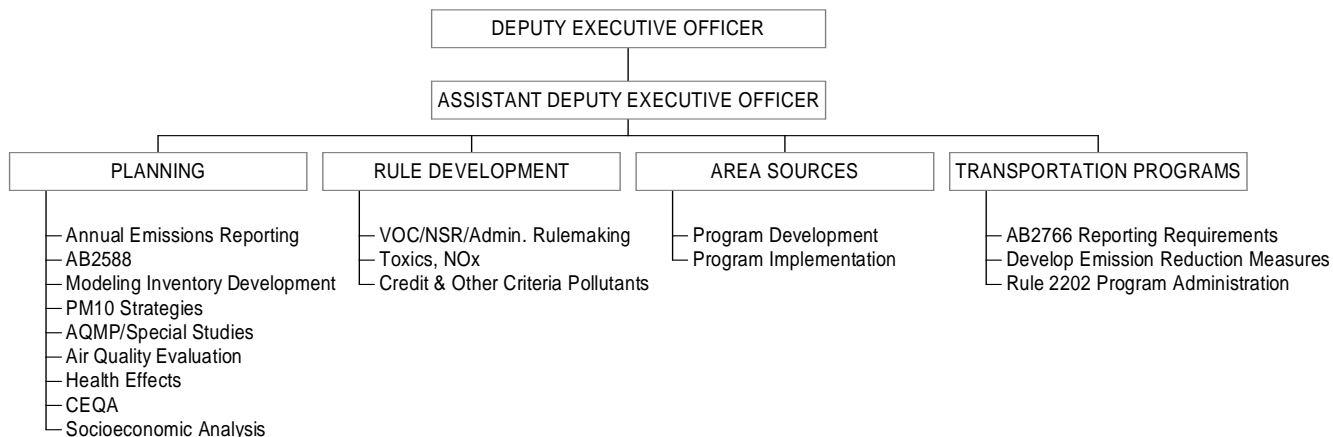 DEPUTY EXECUTIVE OFFICER
ASSISTANT DEPUTY EXECUTIVE OFFICER
PLANNING
Annual Emissions Reporting
AB2588
Modeling Inventory Development
PM10 Strategies
AQMP/Special Studies
Air Quality Evaluation
Health Effects
CEQA
Socioeconomic Analysis
RULE DEVELOPMENT
VOC/NSR/Admin. Rulemaking
Toxics, NOx
Credit & Other Criteria Pollutants
AREA SOURCES
Program Development
Program Implementation
TRANSPORTATION PROGRAMS
AB2766 Reporting Requirements
Develop Emission Reduction Measures
Rule 2202 Program Administration